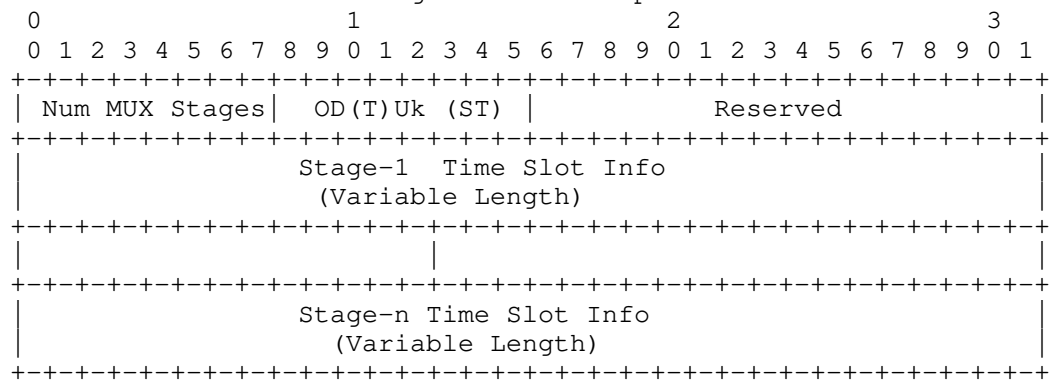 0                   1                   2                   3
0 1 2 3 4 5 6 7 8 9 0 1 2 3 4 5 6 7 8 9 0 1 2 3 4 5 6 7 8 9 0 1
+-+-+-+-+-+-+-+-+-+-+-+-+-+-+-+-+-+-+-+-+-+-+-+-+-+-+-+-+-+-+-+-+
| Num MUX Stages|  OD(T)Uk (ST) |           Reserved            |
+-+-+-+-+-+-+-+-+-+-+-+-+-+-+-+-+-+-+-+-+-+-+-+-+-+-+-+-+-+-+-+-+
|                 Stage-1  Time Slot Info                       |
|                  (Variable Length)                            |
+-+-+-+-+-+-+-+-+-+-+-+-+-+-+-+-+-+-+-+-+-+-+-+-+-+-+-+-+-+-+-+-+
|                         |                                     |
+-+-+-+-+-+-+-+-+-+-+-+-+-+-+-+-+-+-+-+-+-+-+-+-+-+-+-+-+-+-+-+-+
|                 Stage-n Time Slot Info                        |
|                   (Variable Length)                           |
+-+-+-+-+-+-+-+-+-+-+-+-+-+-+-+-+-+-+-+-+-+-+-+-+-+-+-+-+-+-+-+-+